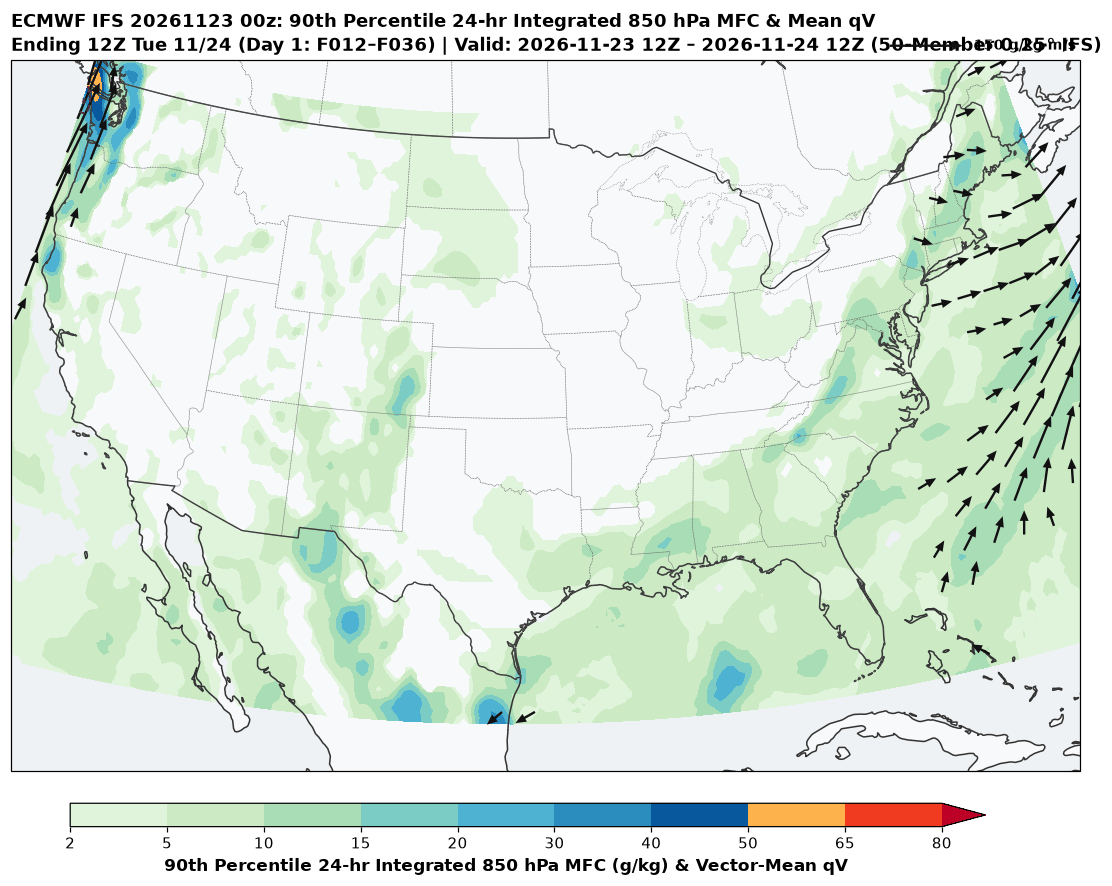 ECMWF IFS 20261123 00z: 90th Percentile 24-hr Integrated 850 hPa MFC & Mean qV
Ending 12Z Tue 11/24 (Day 1: F012–F036) | Valid: 2026-11-23 12Z – 2026-11-24 12Z (50-Member 0.25° IFS)
150 g/kg m/s
2 5 10 15 20 30 40 50 65 80
90th Percentile 24-hr Integrated 850 hPa MFC (g/kg) & Vector-Mean qV